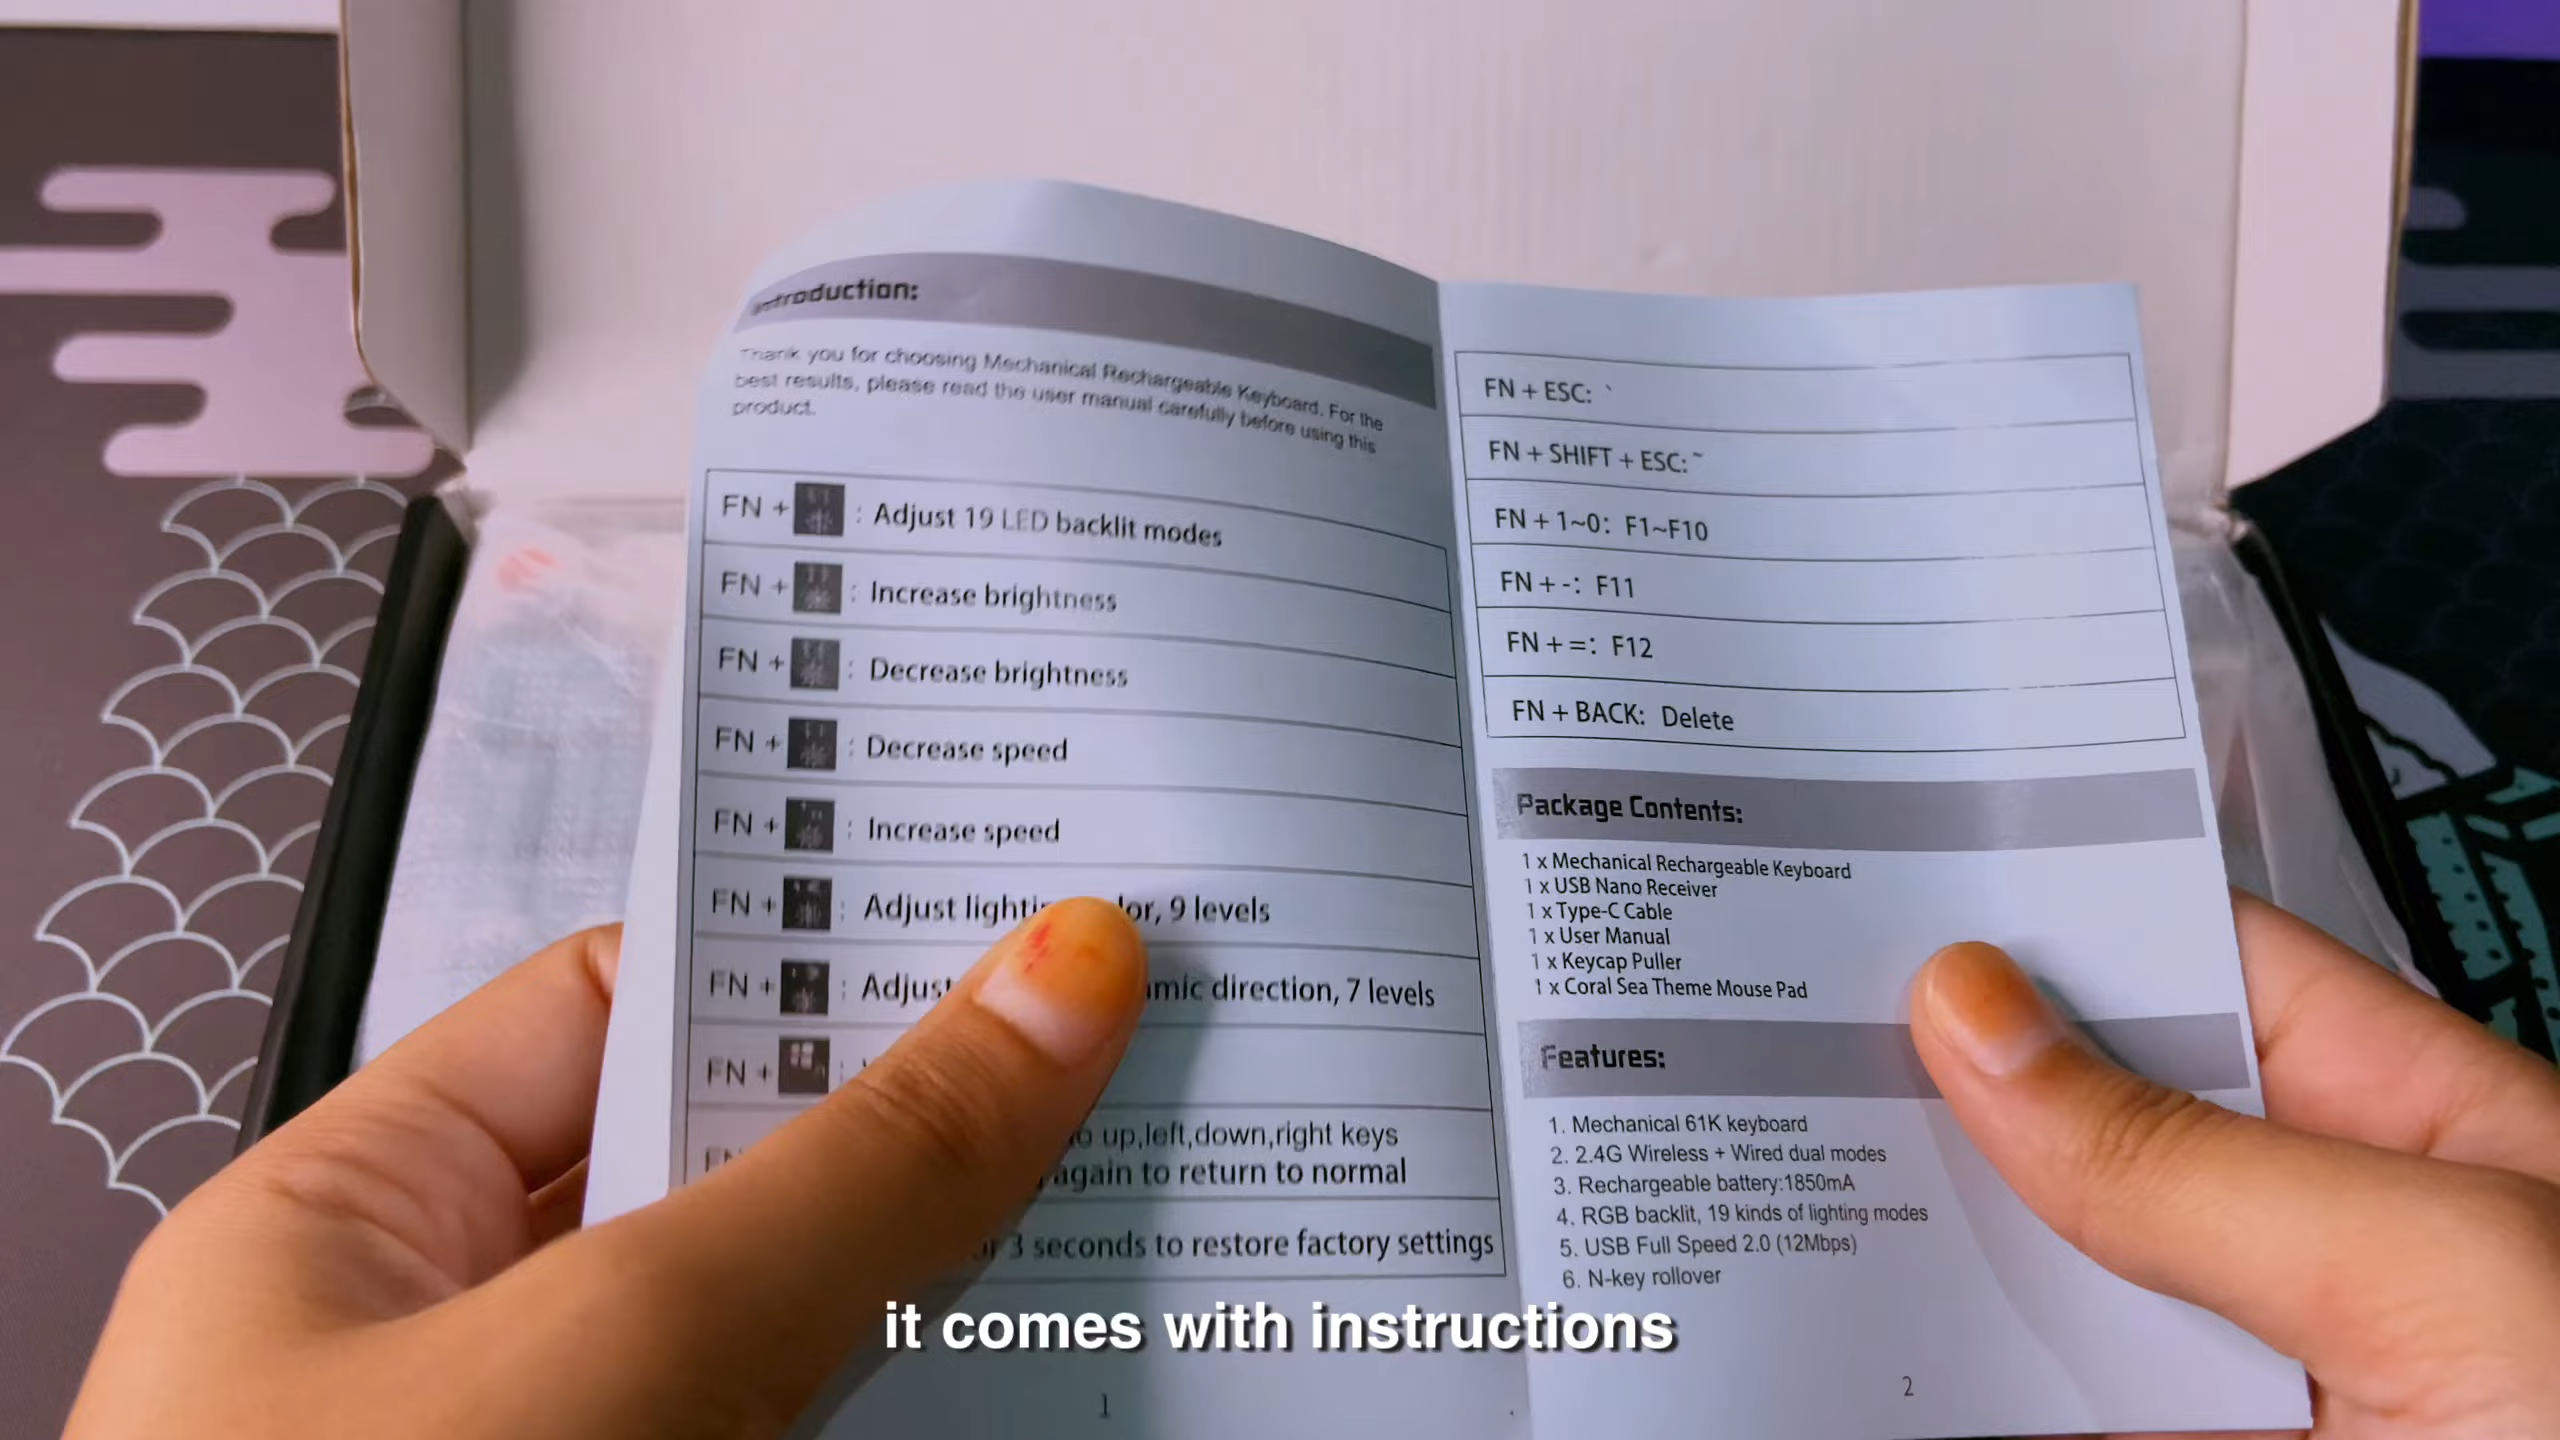 Introduction:
Thank you for choosing Mechanical Rechargeable Keyboard. For the
best results, please read the user manual carefully before using this
product.
FN + : Adjust 19 LED backlit modes
FN + : Increase brightness
FN + : Decrease brightness
FN + : Decrease speed
FN + : Increase speed
FN + : Adjust or, 9 levels
FN + : Adjust direction, 7 levels
FN + :
up,left,down,right keys
again to return to normal
3 seconds to restore factory settings
1
FN + ESC: `
FN + SHIFT + ESC: ~
FN + 1~0: F1~F10
FN + -: F11
FN + =: F12
FN + BACK: Delete
Package Contents:
1 x Mechanical Rechargeable Keyboard
1 x USB Nano Receiver
1 x Type-C Cable
1 x User Manual
1 x Keycap Puller
1 x Coral Sea Theme Mouse Pad
Features:
1. Mechanical 61K keyboard
2. 2.4G Wireless + Wired dual modes
3. Rechargeable battery:1850mA
4. RGB backlit, 19 kinds of lighting modes
5. USB Full Speed 2.0 (12Mbps)
6. N-key rollover
2
it comes with instructions